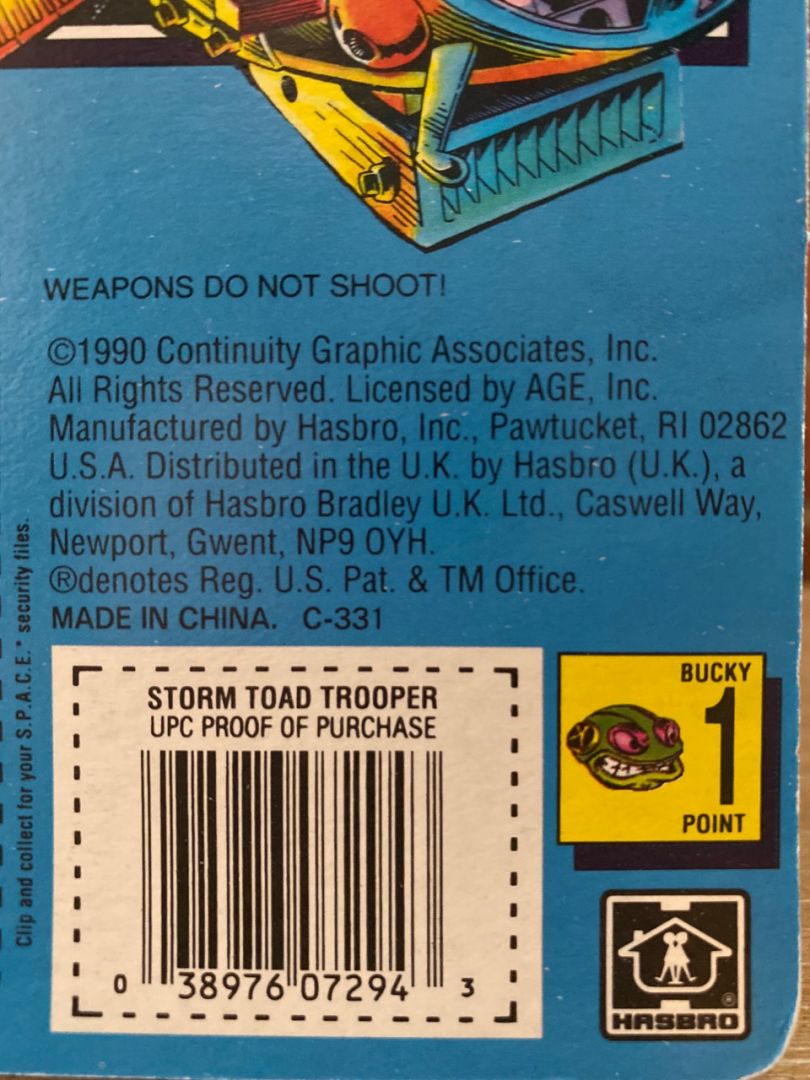 WEAPONS DO NOT SHOOT!
©1990 Continuity Graphic Associates, Inc.
All Rights Reserved. Licensed by AGE, Inc.
Manufactured by Hasbro, Inc., Pawtucket, RI 02862
U.S.A. Distributed in the U.K. by Hasbro (U.K.), a
division of Hasbro Bradley U.K. Ltd., Caswell Way,
Newport, Gwent, NP9 OYH.
®denotes Reg. U.S. Pat. & TM Office.
MADE IN CHINA. C-331
Clip and collect for your S.P.A.C.E.* security files.
STORM TOAD TROOPER
UPC PROOF OF PURCHASE
0 38976 07294 3
BUCKY
1
POINT
®
HASBRO